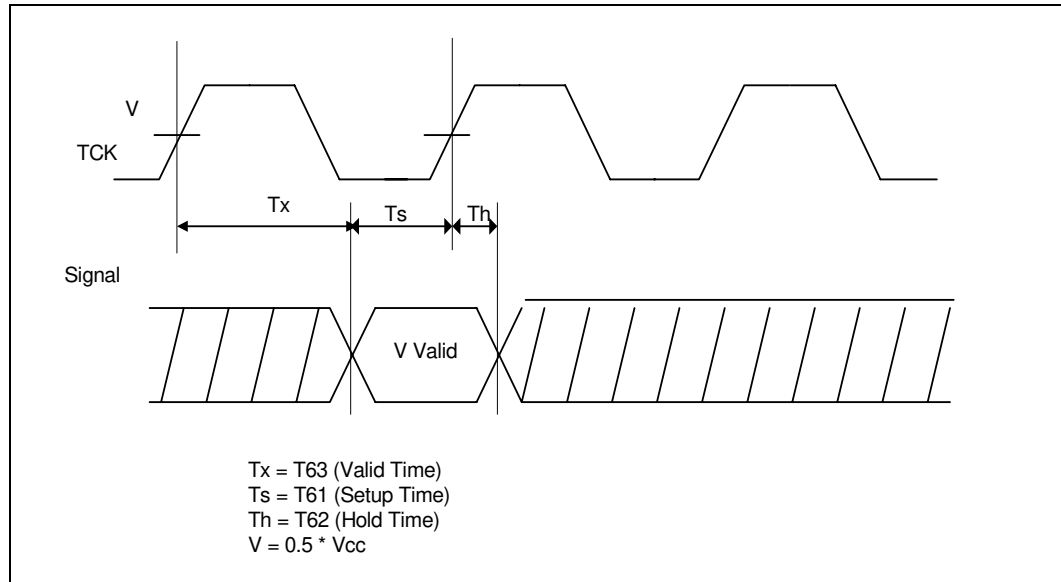 V
TCK
Tx
Ts
Th
Signal
V Valid
Tx = T63 (Valid Time)
Ts = T61 (Setup Time)
Th = T62 (Hold Time)
V = 0.5 * Vcc